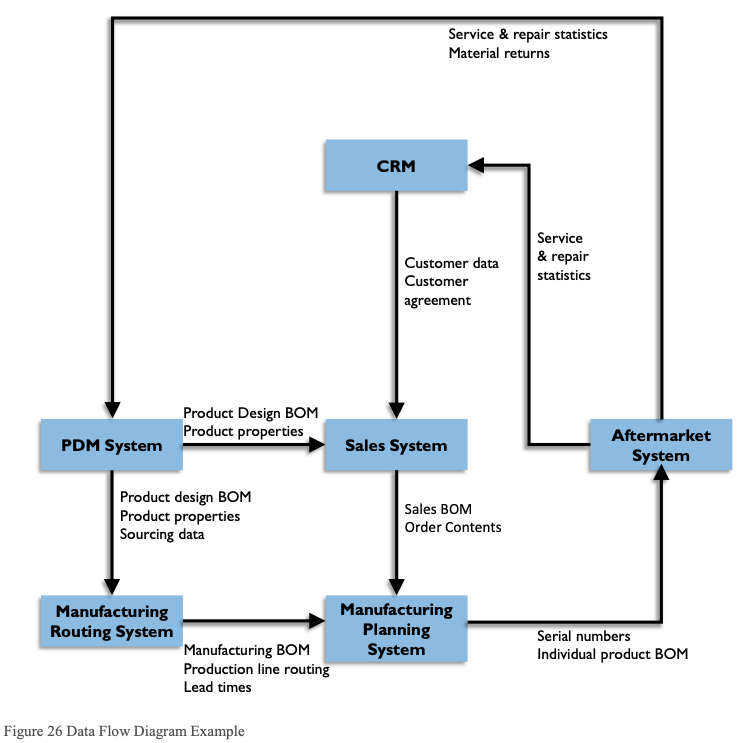 Service & repair statistics
Material returns
CRM
Service
& repair
statistics
Customer data
Customer
agreement
Product Design BOM
Product properties
PDM System
Sales System
Aftermarket
System
Product design BOM
Product properties
Sourcing data
Sales BOM
Order Contents
Manufacturing
Routing System
Manufacturing
Planning
System
Manufacturing BOM
Production line routing
Lead times
Serial numbers
Individual product BOM
Figure 26 Data Flow Diagram Example